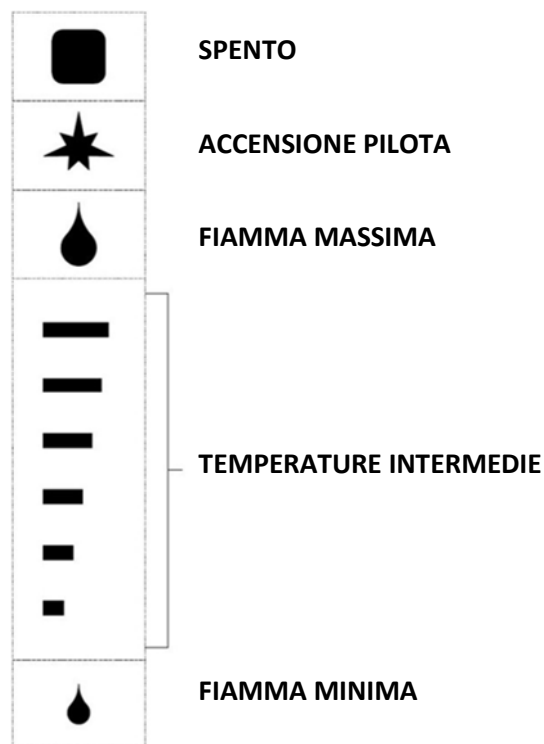 SPENTO
ACCENSIONE PILOTA
FIAMMA MASSIMA
TEMPERATURE INTERMEDIE
FIAMMA MINIMA